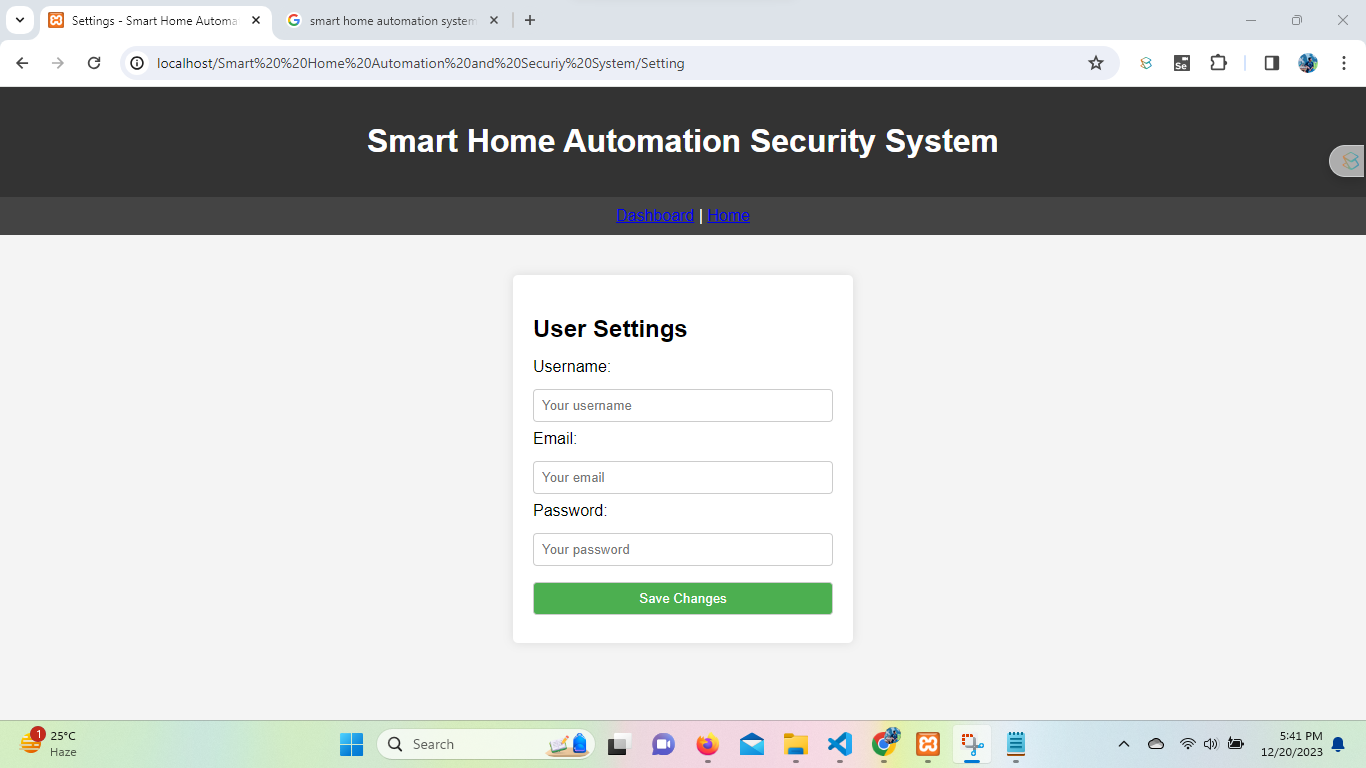 Settings - Smart Home Automa
smart home automation system
localhost/Smart%20%20Home%20Automation%20and%20Securiy%20System/Setting
Se
Smart Home Automation Security System
Dashboard | Home
User Settings
Username:
Your username
Email:
Your email
Password:
Your password
Save Changes
1
25°C
Haze
Search
5:41 PM
12/20/2023